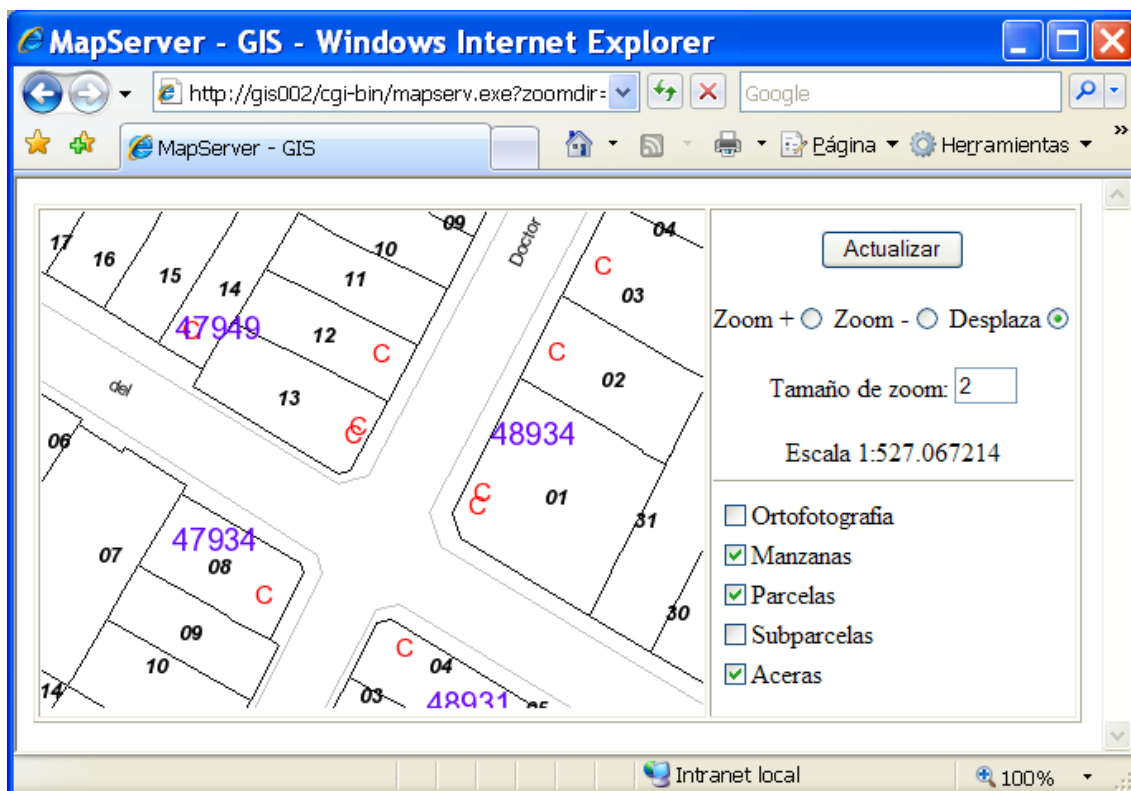 MapServer - GIS - Windows Internet Explorer
http://gis002/cgi-bin/mapserv.exe?zoomdir=
Google
MapServer - GIS
Página
Herramientas
»
17
16
15
14
13
12
11
10
09
47949
C
C
C
C
Doctor
del
04
03
02
01
31
30
48934
C
C
C
C
06
07
47934
08
C
09
10
14
C
04
03
48931
05
Actualizar
Zoom + Zoom - Desplaza
Tamaño de zoom: 2
Escala 1:527.067214
Ortofotografia
Manzanas
Parcelas
Subparcelas
Aceras
Intranet local
100%